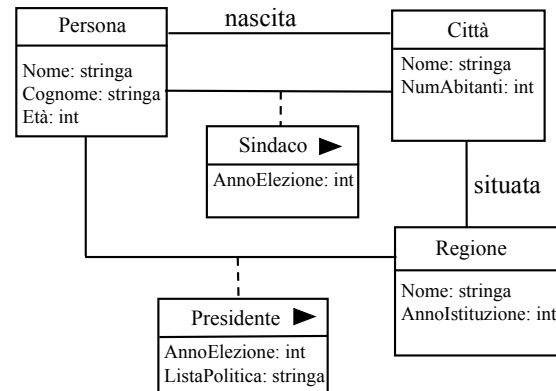 Persona
Nome: stringa
Cognome: stringa
Età: int
nascita
Città
Nome: stringa
NumAbitanti: int
Sindaco
AnnoElezione: int
situata
Regione
Nome: stringa
AnnoIstituzione: int
Presidente
AnnoElezione: int
ListaPolitica: stringa